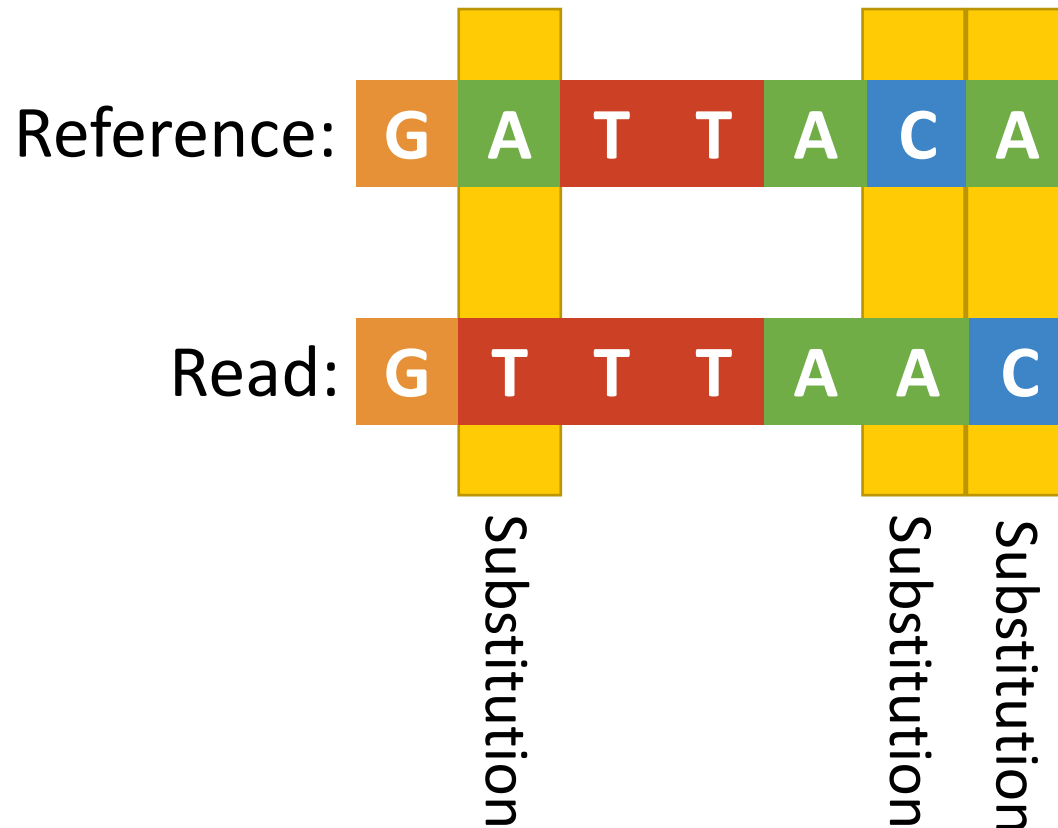 Reference: G A T T A C A
Read: G T T T A A C
Substitution
Substitution
Substitution